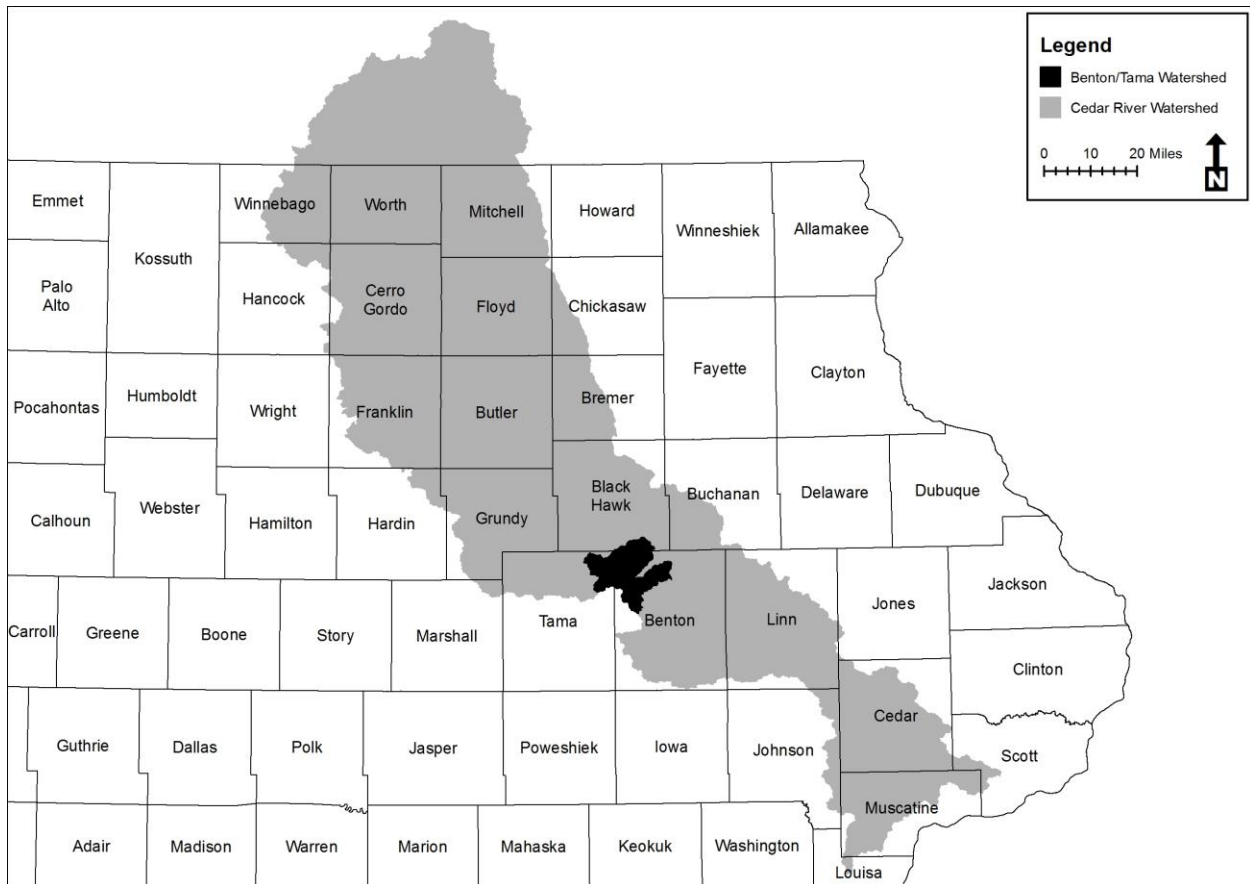 Legend
Benton/Tama Watershed
Cedar River Watershed
0 10 20 Miles
N
Emmet
Winnebago
Worth
Mitchell
Howard
Winneshiek
Allamakee
Kossuth
Palo
Alto
Hancock
Cerro
Gordo
Floyd
Chickasaw
Fayette
Clayton
Pocahontas
Humboldt
Wright
Franklin
Butler
Bremer
Calhoun
Webster
Hamilton
Hardin
Grundy
Black
Hawk
Buchanan
Delaware
Dubuque
Carroll
Greene
Boone
Story
Marshall
Tama
Benton
Linn
Jones
Jackson
Clinton
Guthrie
Dallas
Polk
Jasper
Poweshiek
Iowa
Johnson
Cedar
Scott
Muscatine
Adair
Madison
Warren
Marion
Mahaska
Keokuk
Washington
Louisa